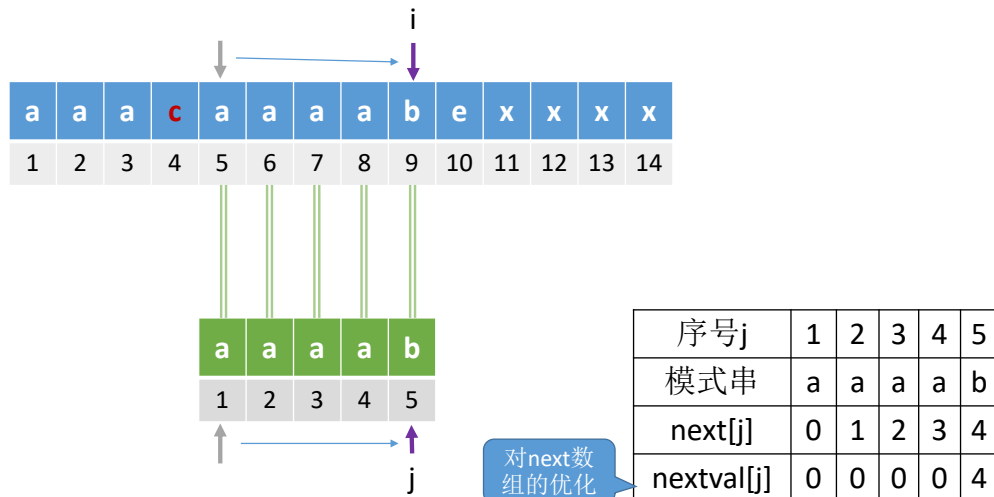 i
a a a c a a a a b e x x x x
1 2 3 4 5 6 7 8 9 10 11 12 13 14
a a a a b
1 2 3 4 5
j
序号j 1 2 3 4 5
模式串 a a a a b
next[j] 0 1 2 3 4
nextval[j] 0 0 0 0 4
对next数
组的优化